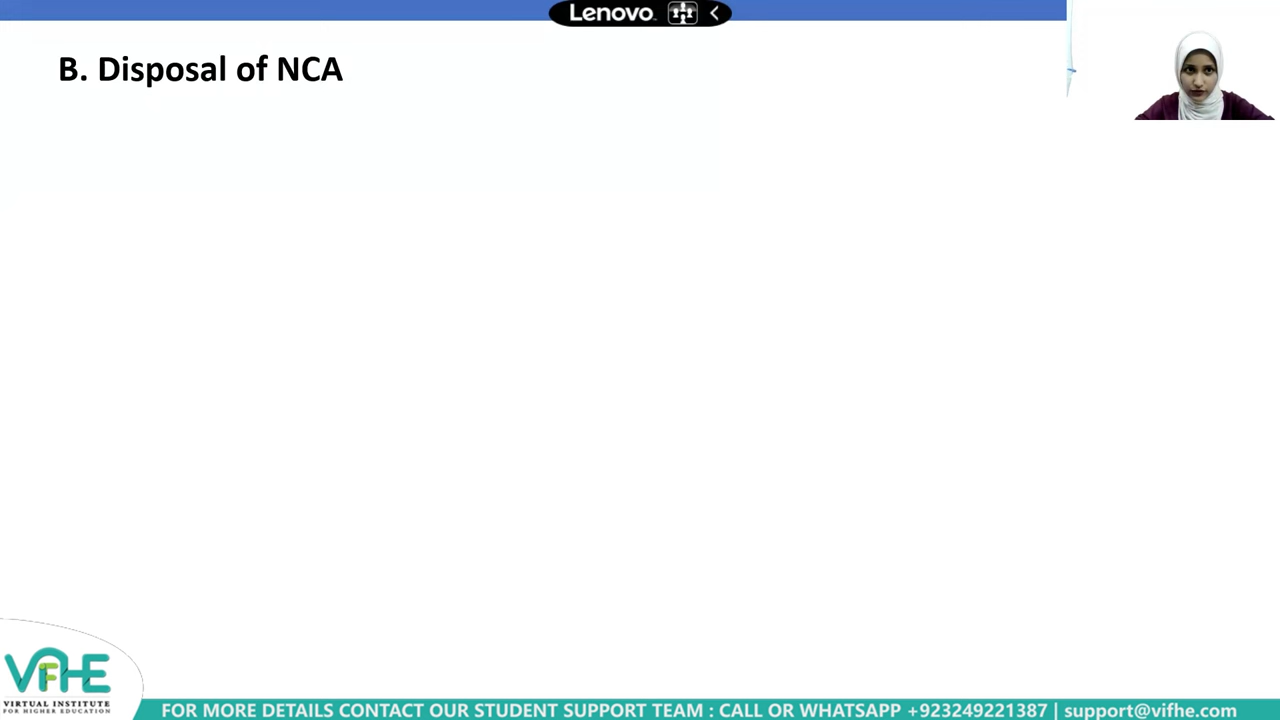 Lenovo
B. Disposal of NCA
VFHE
VIRTUAL INSTITUTE
FOR HIGHER EDUCATION
FOR MORE DETAILS CONTACT OUR STUDENT SUPPORT TEAM : CALL OR WHATSAPP +923249221387 | support@vifhe.com